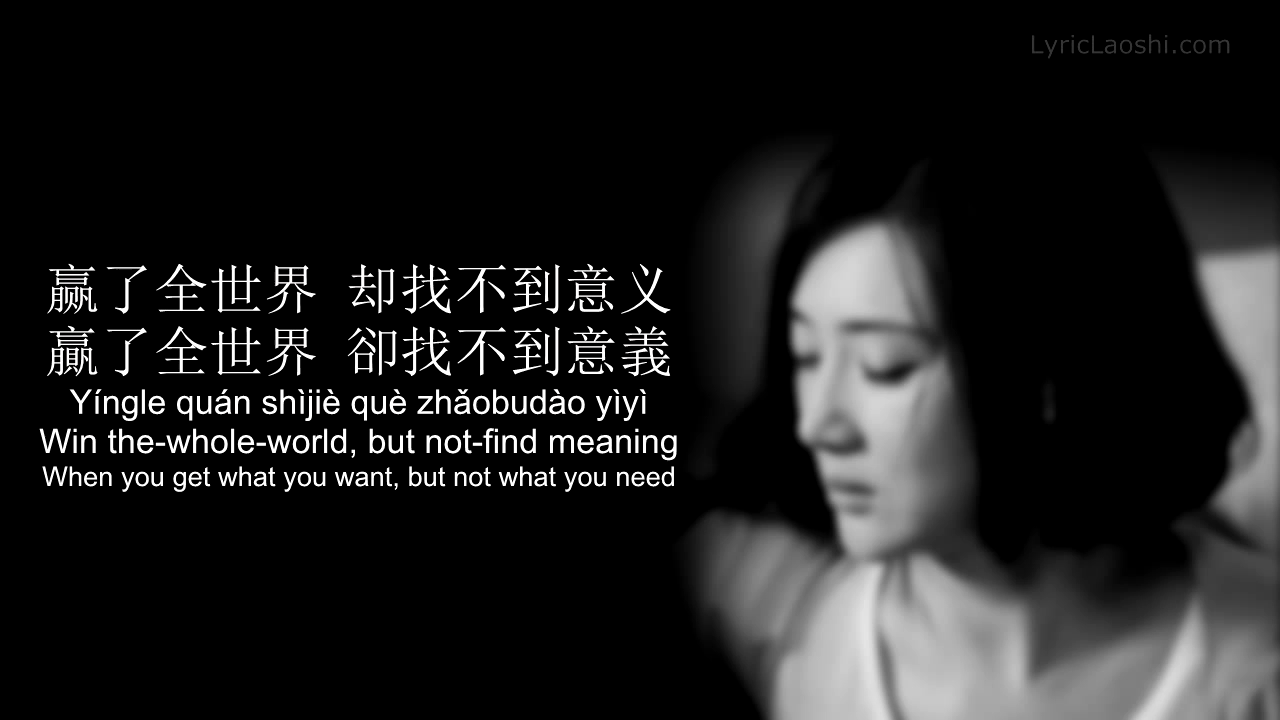 LyricLaoshi.com
赢了全世界 却找不到意义
贏了全世界 卻找不到意義
Yíngle quán shìjiè què zhǎobudào yìyì
Win the-whole-world, but not-find meaning
When you get what you want, but not what you need